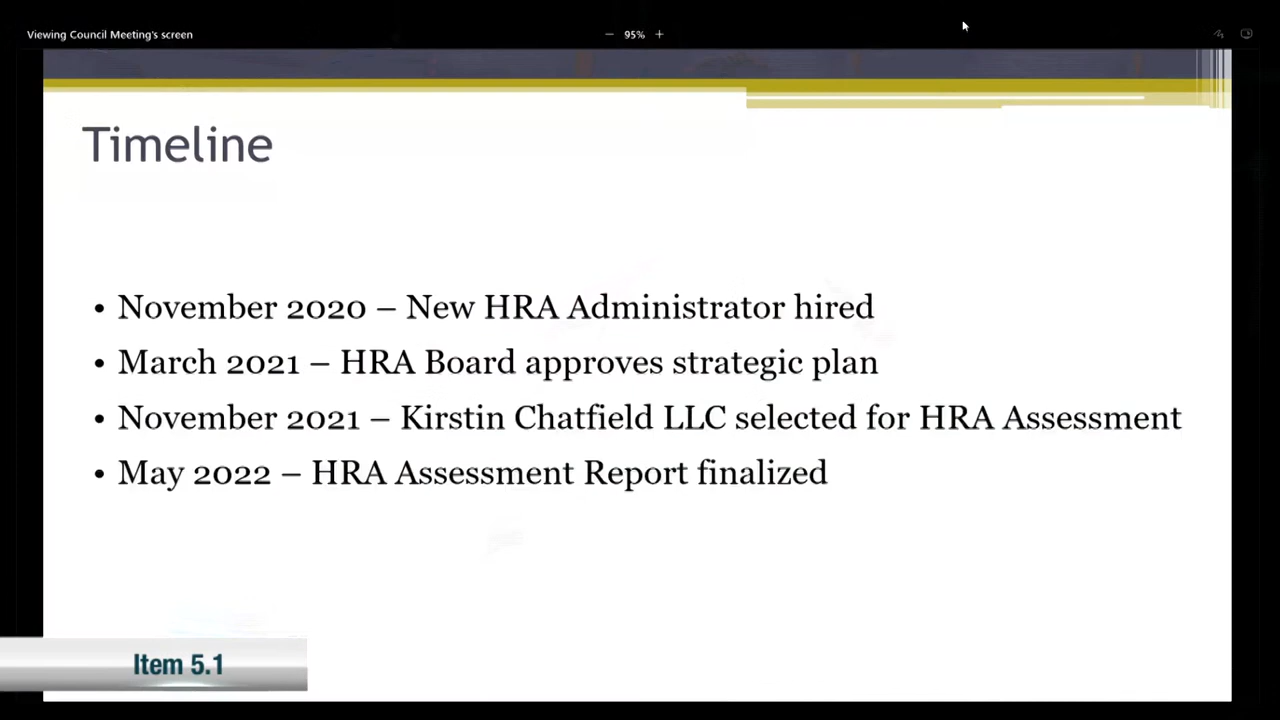 Viewing Council Meeting's screen
— 95% +
Timeline
• November 2020 – New HRA Administrator hired
• March 2021 – HRA Board approves strategic plan
• November 2021 – Kirstin Chatfield LLC selected for HRA Assessment
• May 2022 – HRA Assessment Report finalized
Item 5.1